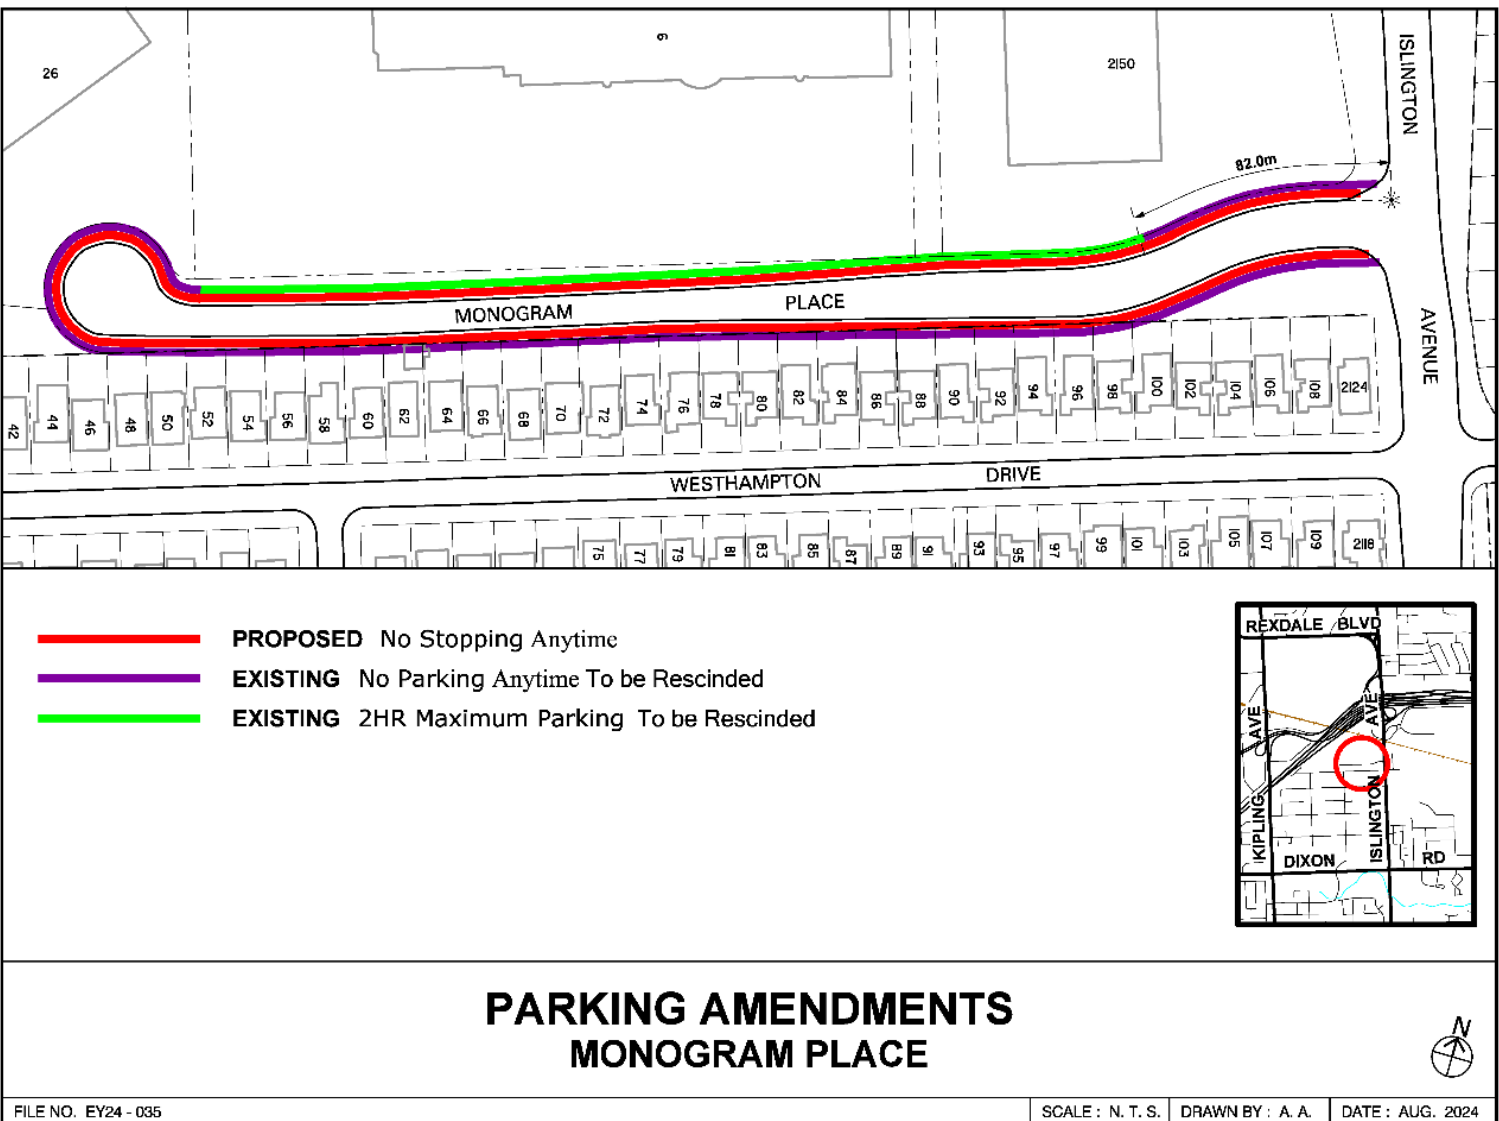 26
9
2150
ISLINGTON
82.0m
MONOGRAM PLACE
AVENUE
42 44 46 48 50 52 54 56 58 60 62 64 66 68 70 72 74 76 78 80 82 84 86 88 90 92 94 96 98 100 102 104 106 108 2124
WESTHAMPTON DRIVE
75 77 79 81 83 85 87 89 91 93 95 97 99 101 103 105 107 109 2118
PROPOSED No Stopping Anytime
EXISTING No Parking Anytime To be Rescinded
EXISTING 2HR Maximum Parking To be Rescinded
REXDALE BLVD
KIPLING AVE
ISLINGTON AVE
DIXON RD
PARKING AMENDMENTS
MONOGRAM PLACE
N
FILE NO. EY24 - 035
SCALE : N. T. S.
DRAWN BY : A. A.
DATE : AUG. 2024